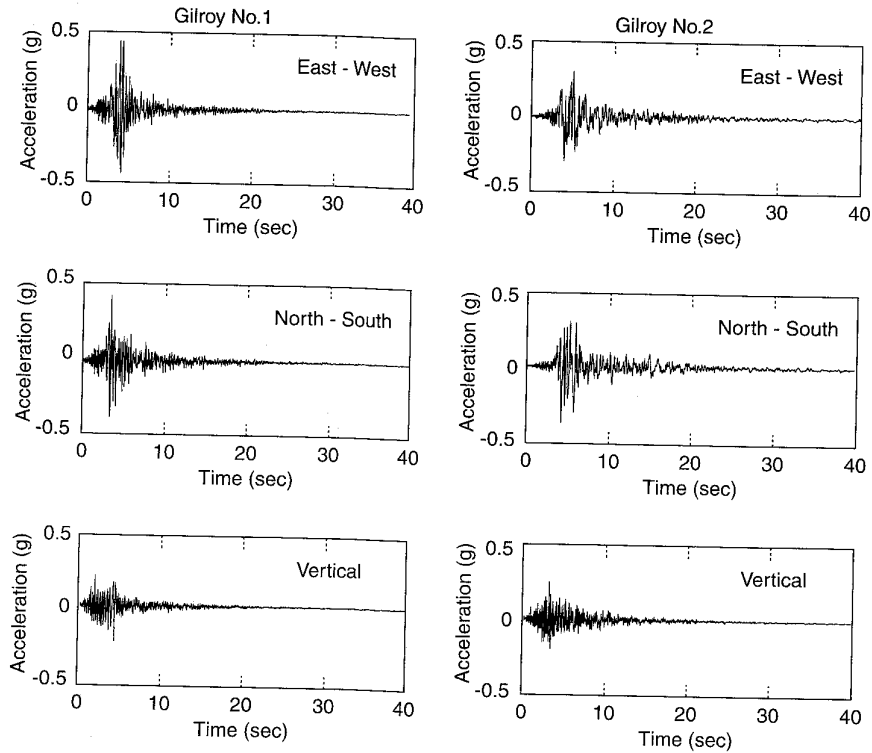 Gilroy No.1
0.5
0
-0.5
Acceleration (g)
East - West
0 10 20 30 40
Time (sec)
Gilroy No.2
0.5
0
-0.5
Acceleration (g)
East - West
0 10 20 30 40
Time (sec)
0.5
0
-0.5
Acceleration (g)
North - South
0 10 20 30 40
Time (sec)
0.5
0
-0.5
Acceleration (g)
North - South
0 10 20 30 40
Time (sec)
0.5
0
-0.5
Acceleration (g)
Vertical
0 10 20 30 40
Time (sec)
0.5
0
-0.5
Acceleration (g)
Vertical
0 10 20 30 40
Time (sec)